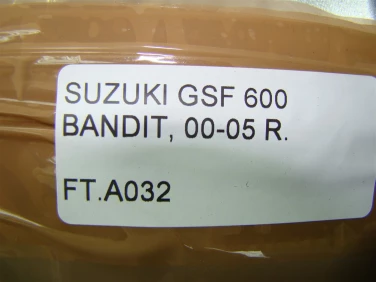 SUZUKI GSF 600
BANDIT, 00-05 R.
FT.A032